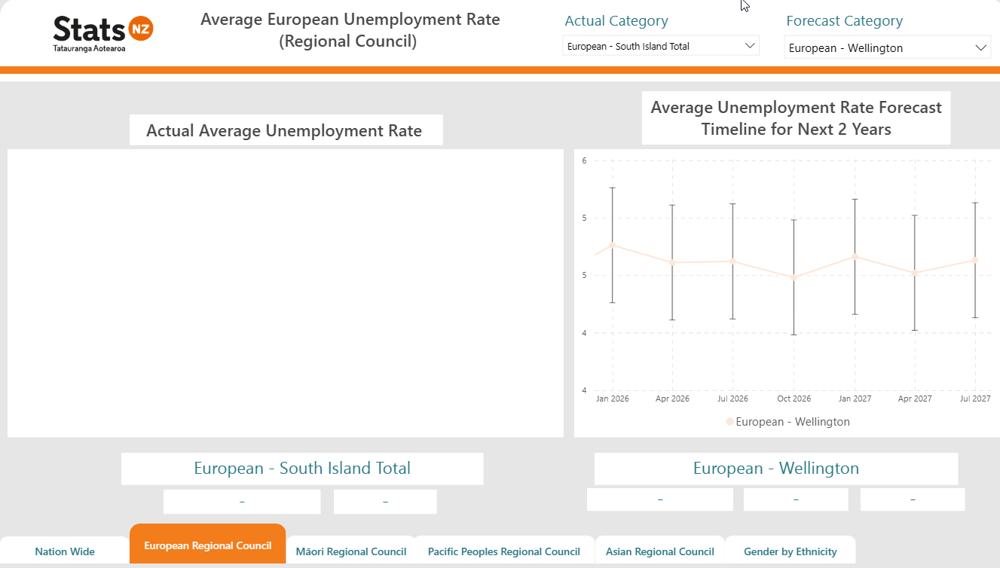 Stats NZ
Tatauranga Aotearoa
Average European Unemployment Rate
(Regional Council)
Actual Category
European - South Island Total
Forecast Category
European - Wellington
Actual Average Unemployment Rate
Average Unemployment Rate Forecast
Timeline for Next 2 Years
6
5
5
4
4
Jan 2026 Apr 2026 Jul 2026 Oct 2026 Jan 2027 Apr 2027 Jul 2027
European - Wellington
European - South Island Total
European - Wellington
– –
– – –
Nation Wide
European Regional Council
Māori Regional Council
Pacific Peoples Regional Council
Asian Regional Council
Gender by Ethnicity